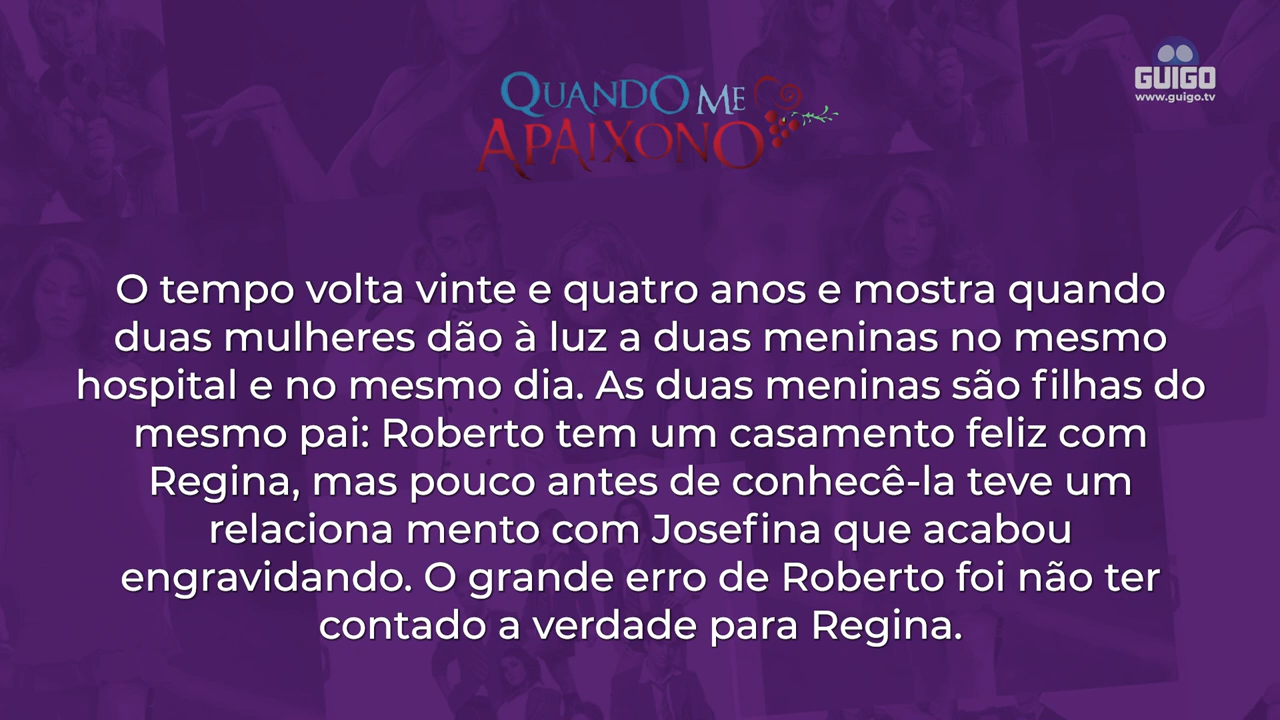 QUANDO ME
APAIXONO
GUIGO
www.guigo.tv
O tempo volta vinte e quatro anos e mostra quando
duas mulheres dão à luz a duas meninas no mesmo
hospital e no mesmo dia. As duas meninas são filhas do
mesmo pai: Roberto tem um casamento feliz com
Regina, mas pouco antes de conhecê-la teve um
relaciona mento com Josefina que acabou
engravidando. O grande erro de Roberto foi não ter
contado a verdade para Regina.